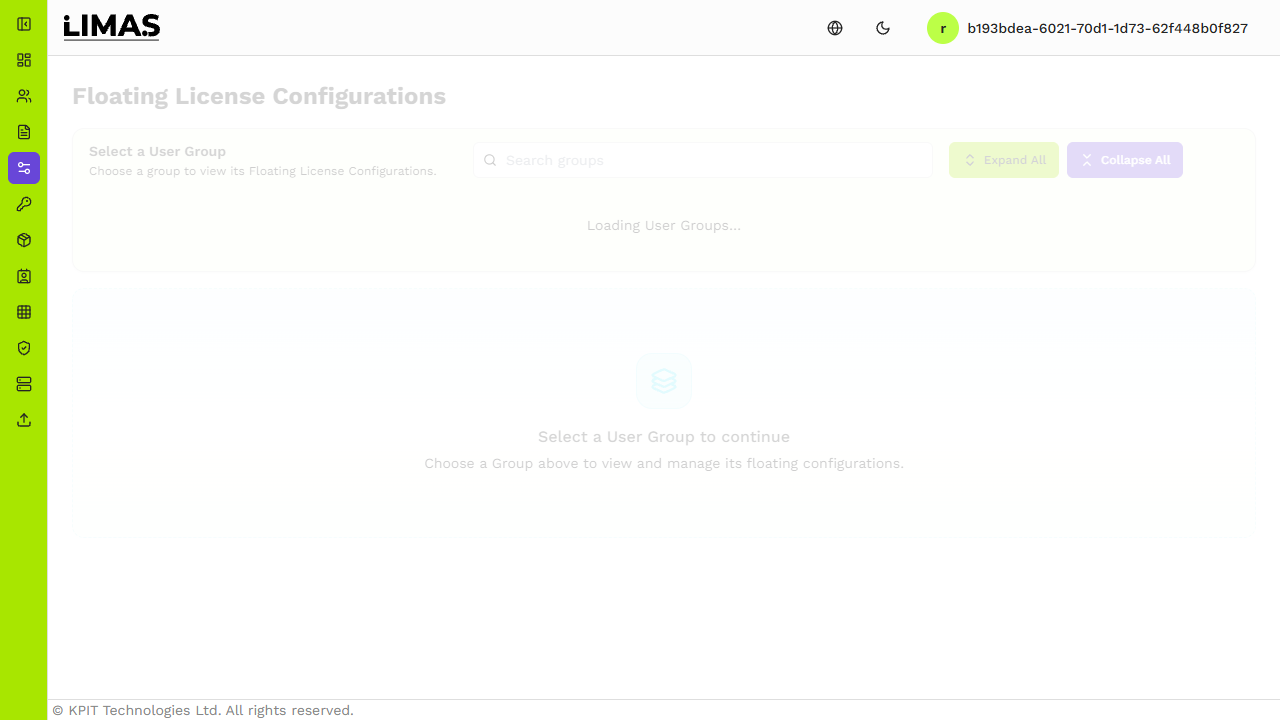 LIMAS
r
b193bdea-6021-70d1-1d73-62f448b0f827
Floating License Configurations
Select a User Group
Choose a group to view its Floating License Configurations.
Search groups
Expand All
Collapse All
Loading User Groups...
Select a User Group to continue
Choose a Group above to view and manage its floating configurations.
© KPIT Technologies Ltd. All rights reserved.